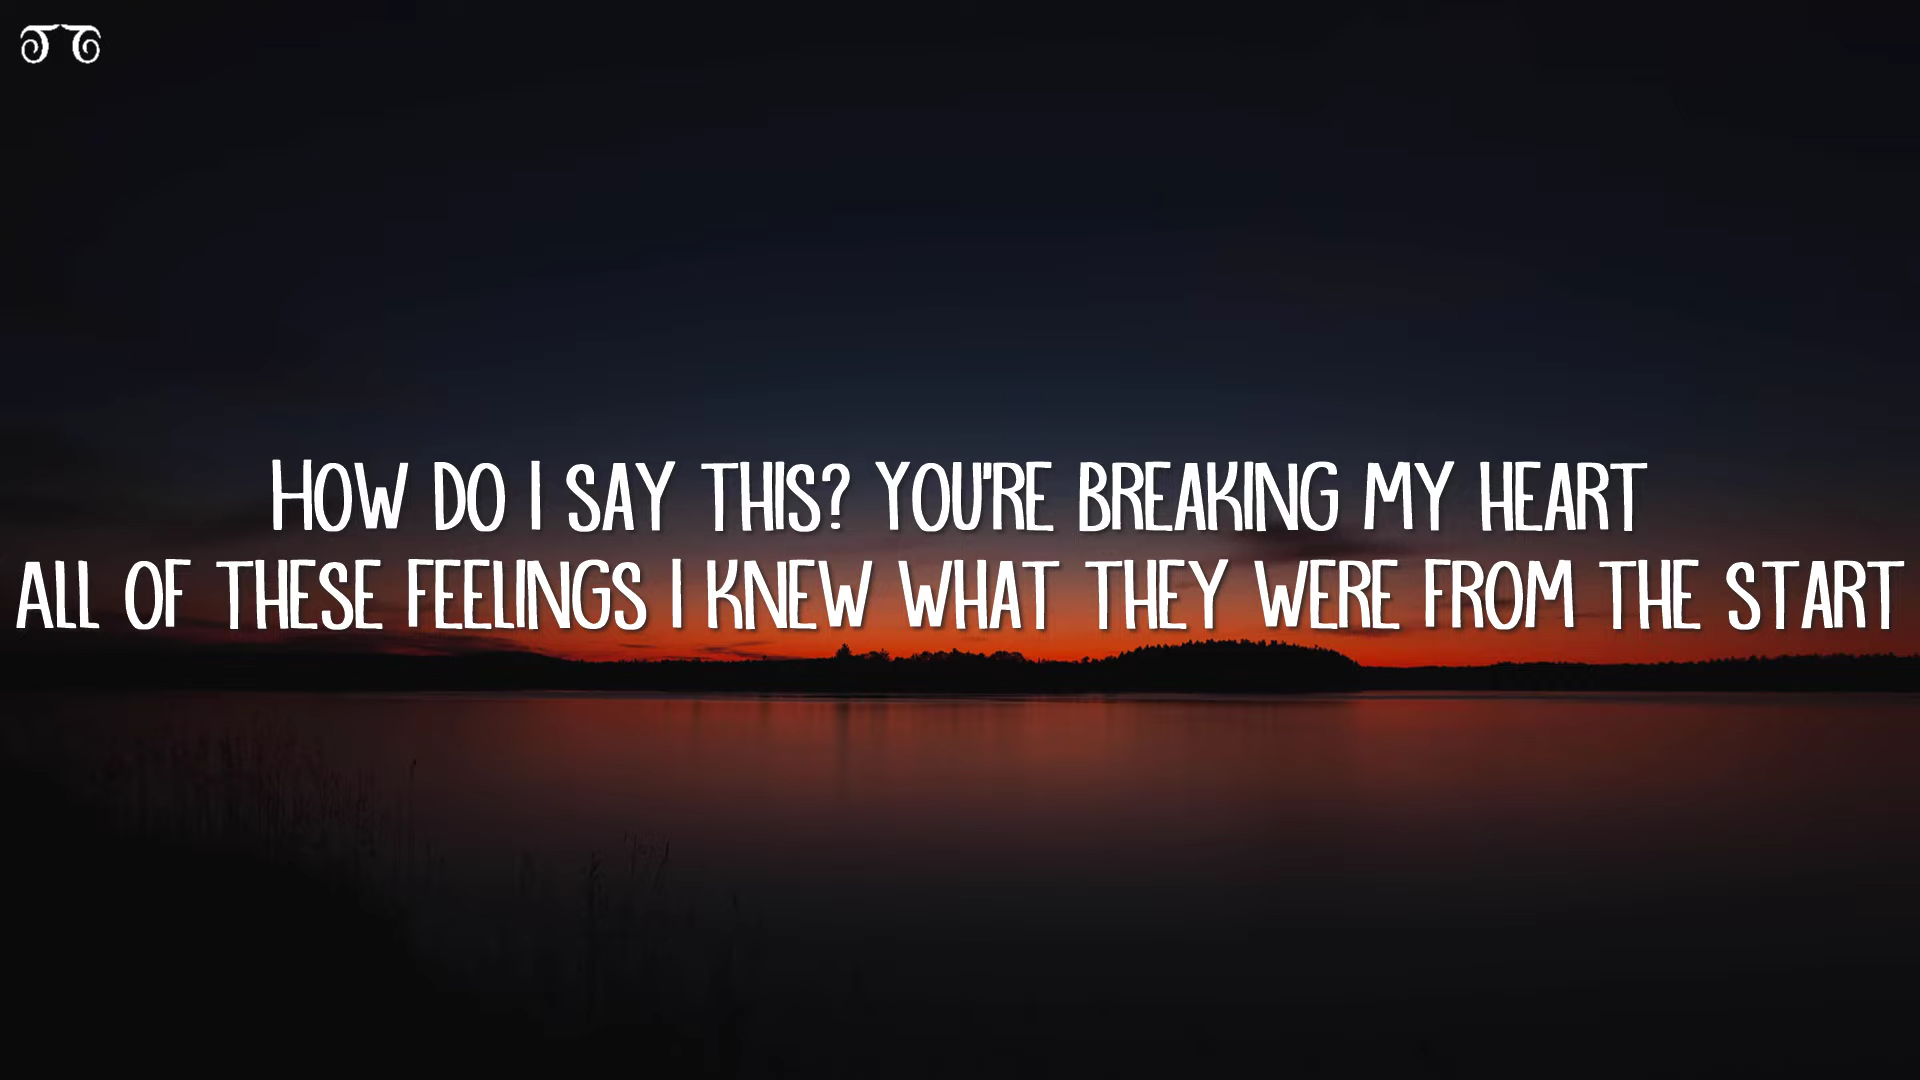 How do I say this? You're breaking my heart
All of these feelings I knew what they were from the start